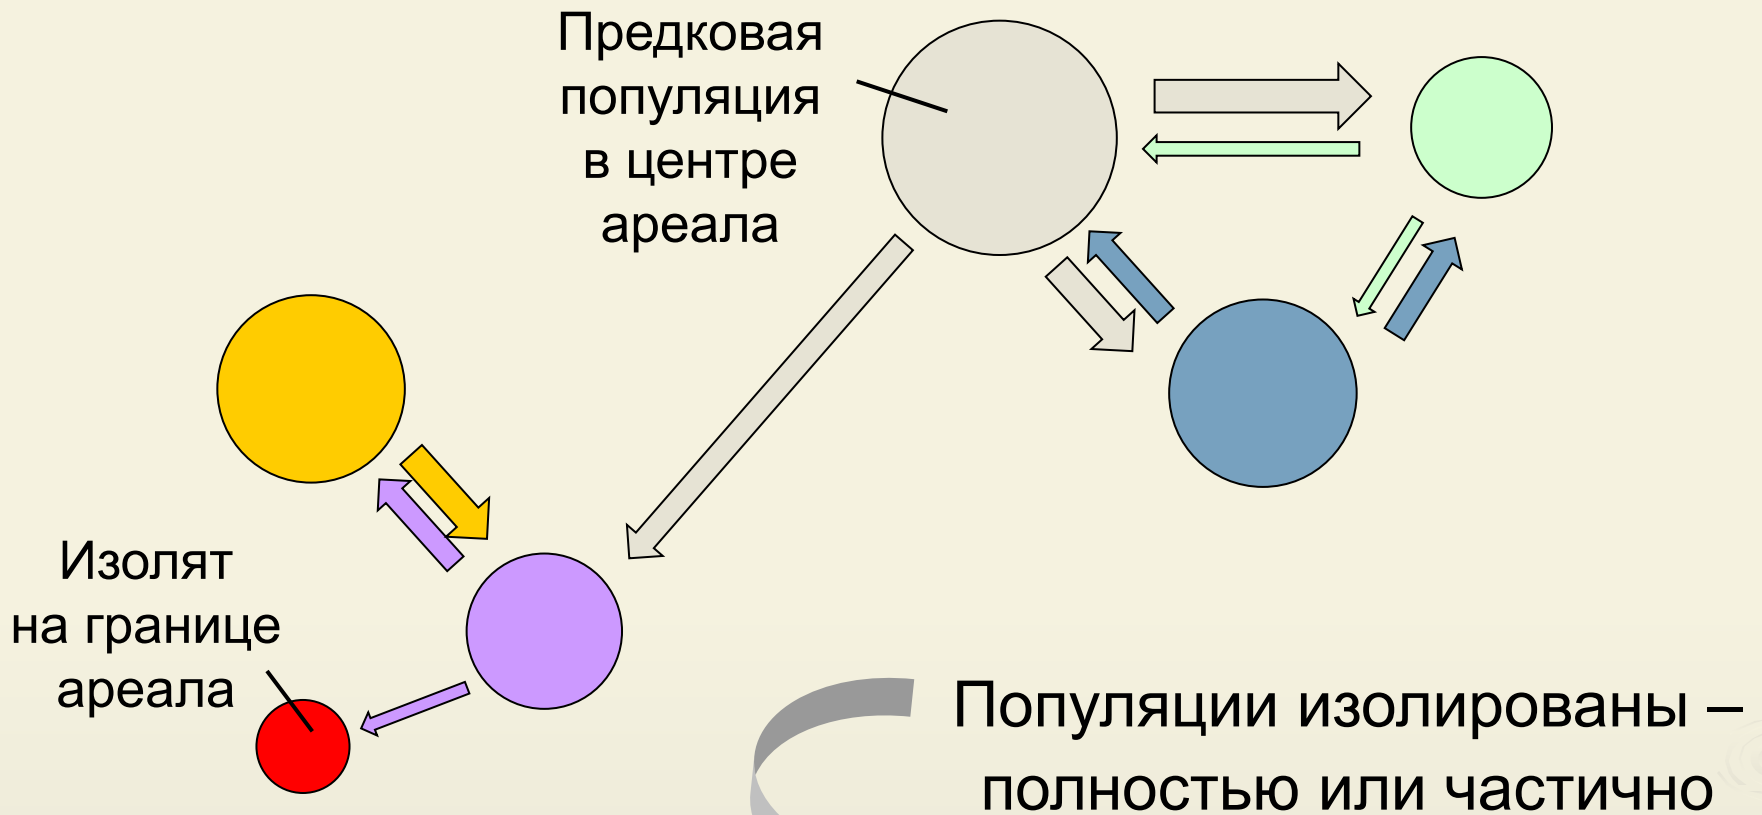 Предковая
популяция
в центре
ареала
Изолят
на границе
ареала
Популяции изолированы –
полностью или частично